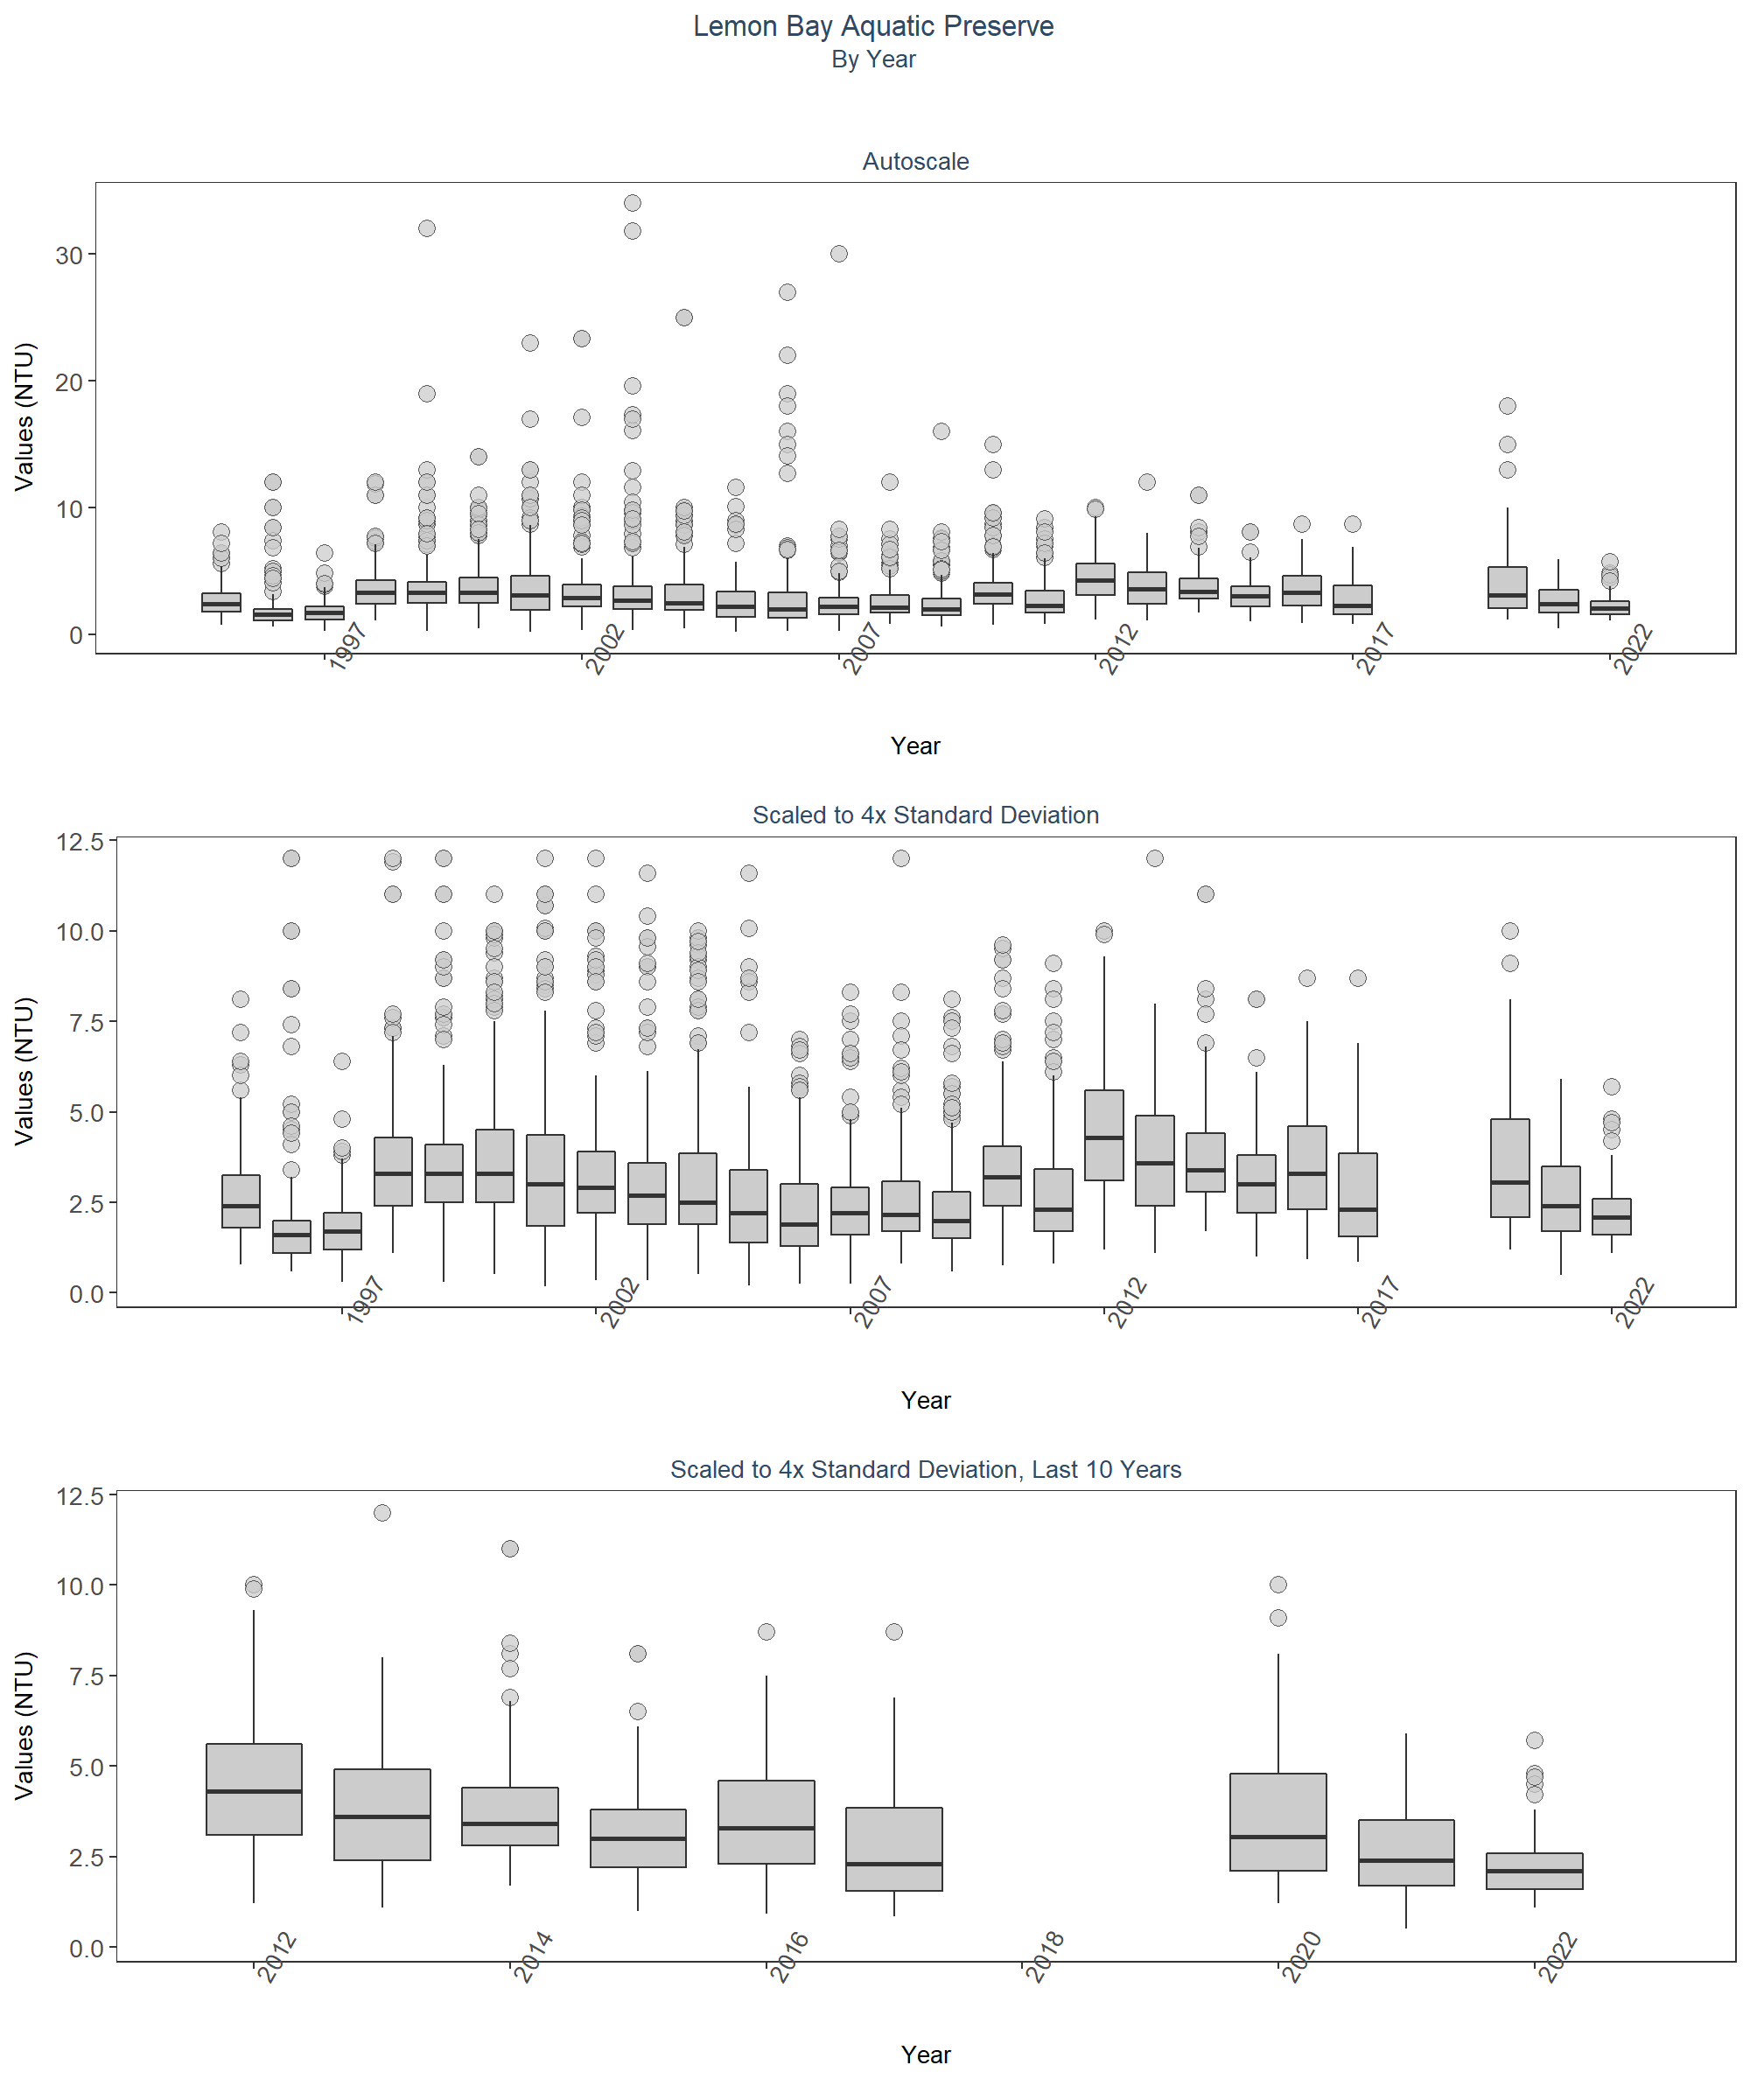 Lemon Bay Aquatic Preserve
By Year
Autoscale
Values (NTU)
30
20
10
0
1997 2002 2007 2012 2017 2022
Year
Scaled to 4x Standard Deviation
Values (NTU)
12.5
10.0
7.5
5.0
2.5
0.0
1997 2002 2007 2012 2017 2022
Year
Scaled to 4x Standard Deviation, Last 10 Years
Values (NTU)
12.5
10.0
7.5
5.0
2.5
0.0
2012 2014 2016 2018 2020 2022
Year